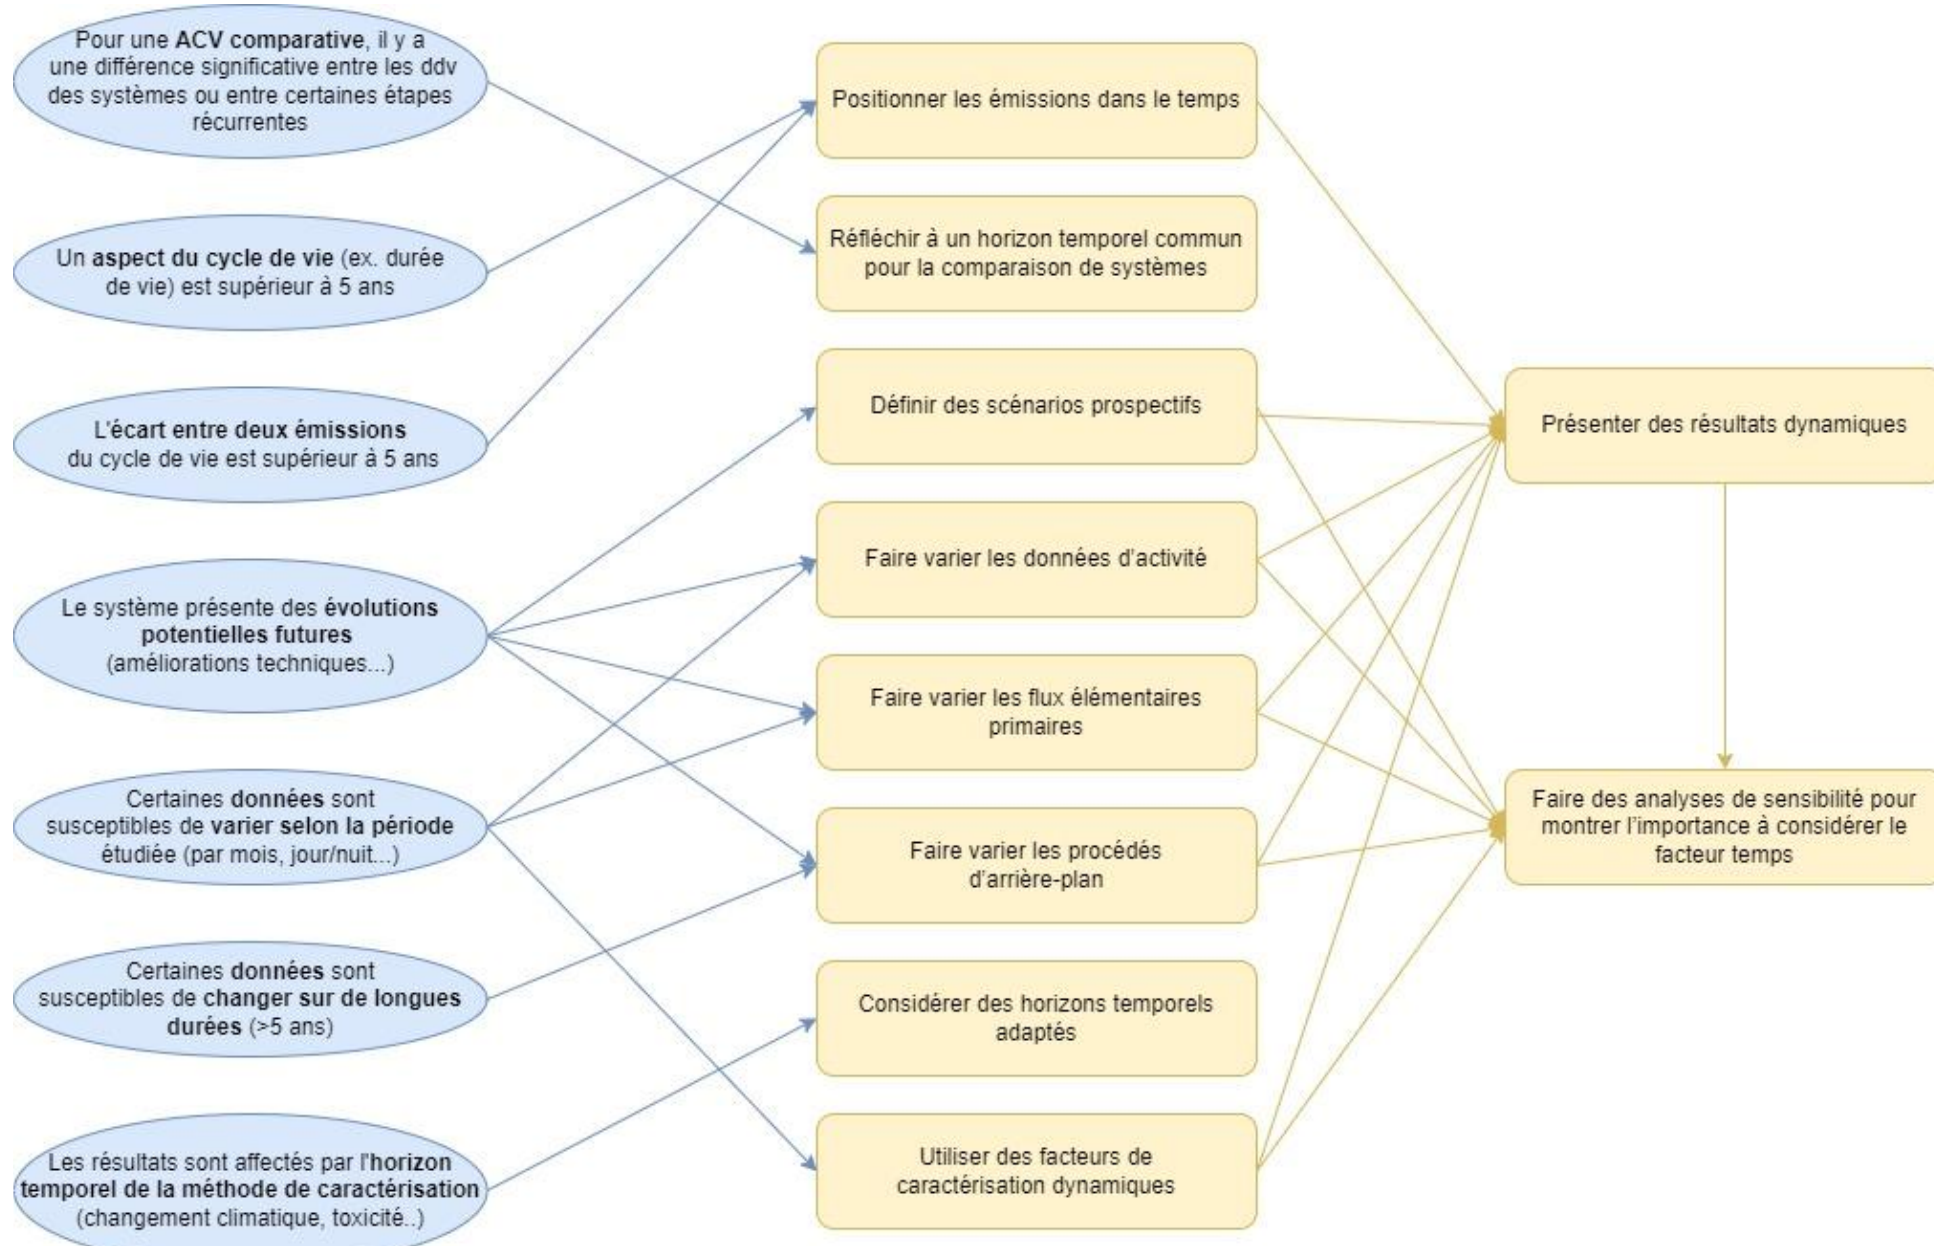 Pour une ACV comparative, il y a
une différence significative entre les ddv
des systèmes ou entre certaines étapes
récurrentes
Un aspect du cycle de vie (ex. durée
de vie) est supérieur à 5 ans
L'écart entre deux émissions
du cycle de vie est supérieur à 5 ans
Le système présente des évolutions
potentielles futures
(améliorations techniques...)
Certaines données sont
susceptibles de varier selon la période
étudiée (par mois, jour/nuit...)
Certaines données sont
susceptibles de changer sur de longues
durées (>5 ans)
Les résultats sont affectés par l'horizon
temporel de la méthode de caractérisation
(changement climatique, toxicité..)
Positionner les émissions dans le temps
Réfléchir à un horizon temporel commun
pour la comparaison de systèmes
Définir des scénarios prospectifs
Faire varier les données d'activité
Faire varier les flux élémentaires
primaires
Faire varier les procédés
d'arrière-plan
Considérer des horizons temporels
adaptés
Utiliser des facteurs de
caractérisation dynamiques
Présenter des résultats dynamiques
Faire des analyses de sensibilité pour
montrer l'importance à considérer le
facteur temps